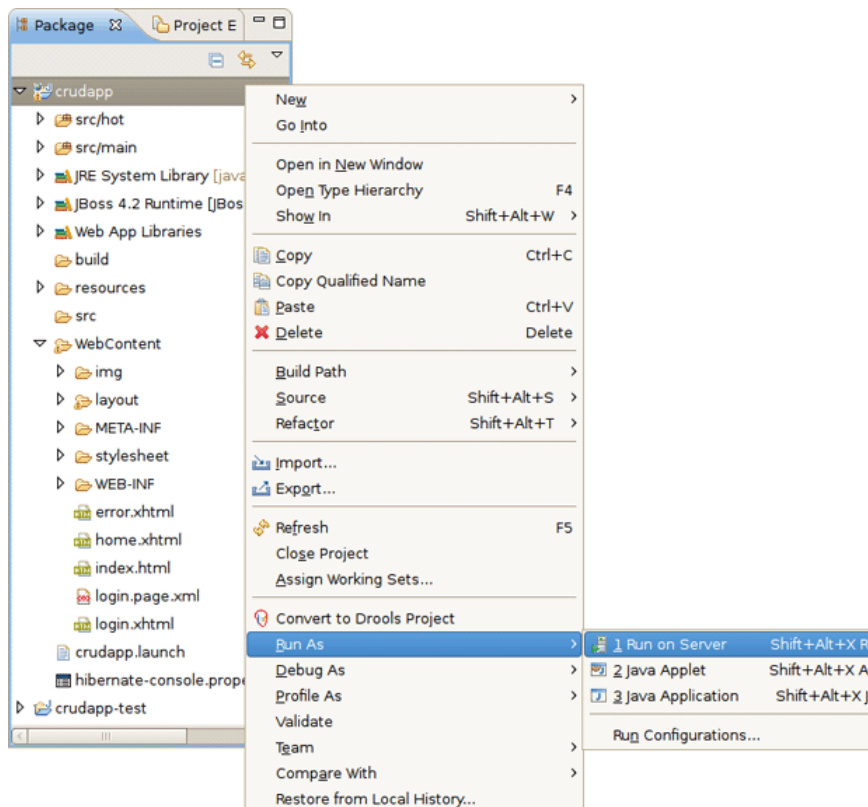 Package Project E
crudapp
src/hot
src/main
JRE System Library [java
JBoss 4.2 Runtime [JBos
Web App Libraries
build
resources
src
WebContent
img
layout
META-INF
stylesheet
WEB-INF
error.xhtml
home.xhtml
index.html
login.page.xml
login.xhtml
crudapp.launch
hibernate-console.prope
crudapp-test
New
Go Into
Open in New Window
Open Type Hierarchy F4
Show In Shift+Alt+W
Copy Ctrl+C
Copy Qualified Name
Paste Ctrl+V
Delete Delete
Build Path
Source Shift+Alt+S
Refactor Shift+Alt+T
Import...
Export...
Refresh F5
Close Project
Assign Working Sets...
Convert to Drools Project
Run As
Debug As
Profile As
Validate
Team
Compare With
Restore from Local History...
1 Run on Server Shift+Alt+X R
2 Java Applet Shift+Alt+X A
3 Java Application Shift+Alt+X J
Run Configurations...